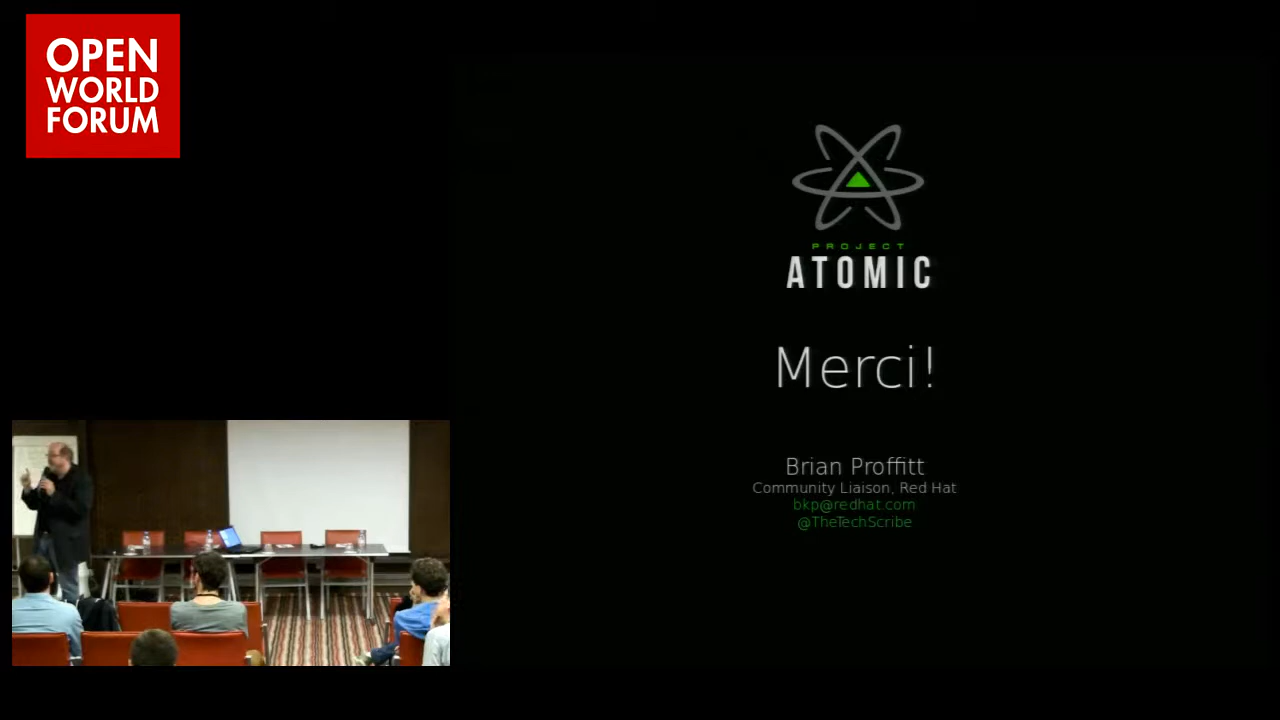 OPEN
WORLD
FORUM
PROJECT
ATOMIC
Merci!
Brian Proffitt
Community Liaison, Red Hat
bkp@redhat.com
@TheTechScribe